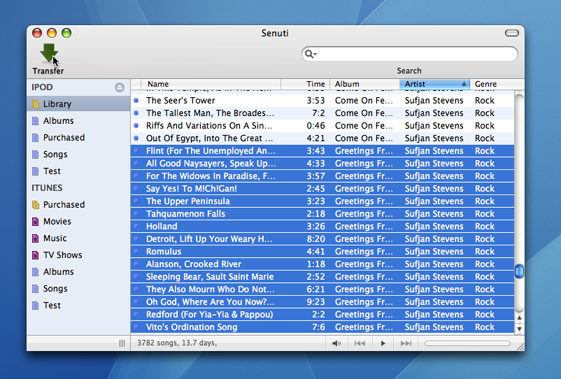 Senuti
Transfer
Search
IPOD
Library
Albums
Purchased
Songs
Test
ITUNES
Purchased
Movies
Music
TV Shows
Albums
Songs
Test
Name Time Album Artist Genre
The Seer's Tower 3:53 Come On Fe... Sufjan Stevens Rock
The Tallest Man, The Broades... 7:2 Come On Fe... Sufjan Stevens Rock
Riffs And Variations On A Sin... 0:46 Come On Fe... Sufjan Stevens Rock
Out Of Egypt, Into The Great ... 4:21 Come On Fe... Sufjan Stevens Rock
Flint (For The Unemployed An... 3:43 Greetings Fr... Sufjan Stevens Rock
All Good Naysayers, Speak Up... 4:33 Greetings Fr... Sufjan Stevens Rock
For The Widows In Paradise, F... 3:57 Greetings Fr... Sufjan Stevens Rock
Say Yes! To M!Ch!Gan! 2:45 Greetings Fr... Sufjan Stevens Rock
The Upper Peninsula 3:23 Greetings Fr... Sufjan Stevens Rock
Tahquamenon Falls 2:18 Greetings Fr... Sufjan Stevens Rock
Holland 3:26 Greetings Fr... Sufjan Stevens Rock
Detroit, Lift Up Your Weary H... 8:20 Greetings Fr... Sufjan Stevens Rock
Romulus 4:41 Greetings Fr... Sufjan Stevens Rock
Alanson, Crooked River 1:18 Greetings Fr... Sufjan Stevens Rock
Sleeping Bear, Sault Saint Marie 2:52 Greetings Fr... Sufjan Stevens Rock
They Also Mourn Who Do Not... 6:21 Greetings Fr... Sufjan Stevens Rock
Oh God, Where Are You Now?... 9:23 Greetings Fr... Sufjan Stevens Rock
Redford (For Yia-Yia & Pappou) 2:2 Greetings Fr... Sufjan Stevens Rock
Vito's Ordination Song 7:6 Greetings Fr... Sufjan Stevens Rock
3782 songs, 13.7 days,